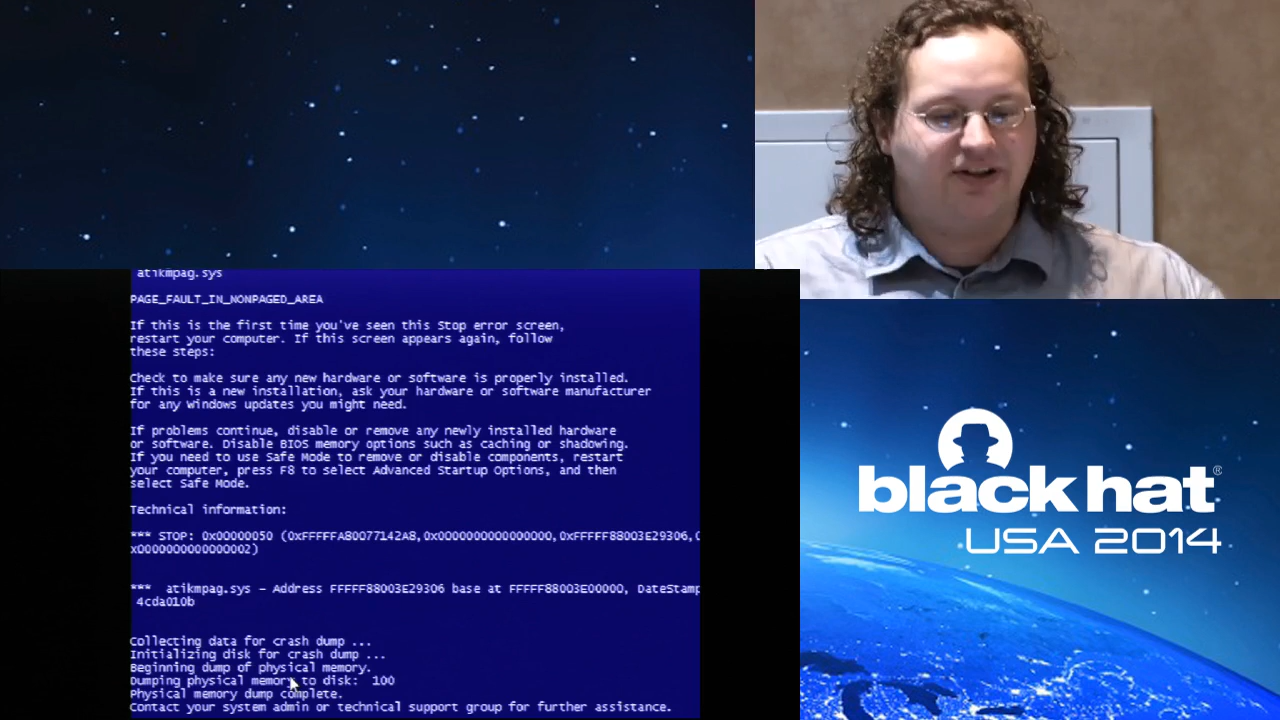 atikmpag.sys
PAGE_FAULT_IN_NONPAGED_AREA
If this is the first time you've seen this Stop error screen,
restart your computer. If this screen appears again, follow
these steps:
Check to make sure any new hardware or software is properly installed.
If this is a new installation, ask your hardware or software manufacturer
for any Windows updates you might need.
If problems continue, disable or remove any newly installed hardware
or software. Disable BIOS memory options such as caching or shadowing.
If you need to use Safe Mode to remove or disable components, restart
your computer, press F8 to select Advanced Startup Options, and then
select Safe Mode.
Technical information:
*** STOP: 0x00000050 (0xFFFFFA80077142A8,0x0000000000000000,0xFFFFF88003E29306,0
x0000000000000002)
*** atikmpag.sys - Address FFFFF88003E29306 base at FFFFF88003E00000, DateStamp
4cda010b
Collecting data for crash dump ...
Initializing disk for crash dump ...
Beginning dump of physical memory.
Dumping physical memory to disk: 100
Physical memory dump complete.
Contact your system admin or technical support group for further assistance.
black hat®
USA 2014